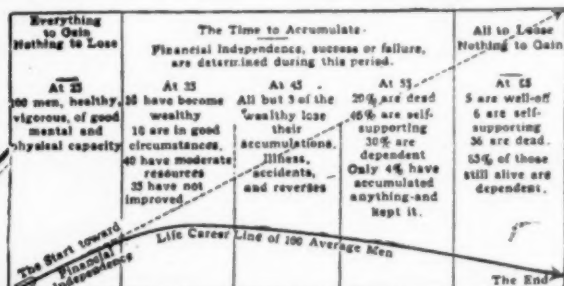 Everything
to Gain
Nothing to Lose
At 25
100 men, healthy,
vigorous, of good
mental and
physical capacity
The Time to Accumulate-
Financial Independence, success or failure,
are determined during this period.
At 35
have become
wealthy
10 are in good
circumstances,
40 have moderate
resources
35 have not
improved
At 45
All but 3 of the
wealthy lose
their
accumulations.
Illness,
accidents,
and reverses
At 55
20% are dead
46% are self-
supporting
30% are
dependent
Only 4% have
accumulated
anything-and
kept it.
All to Loose
Nothing to Gain
At 65
5 are well-off
6 are self-
supporting
36 are dead.
of those
still alive are
dependent.
The Start toward
Financial
Independence
Life Career Line of 100 Average Men
The End